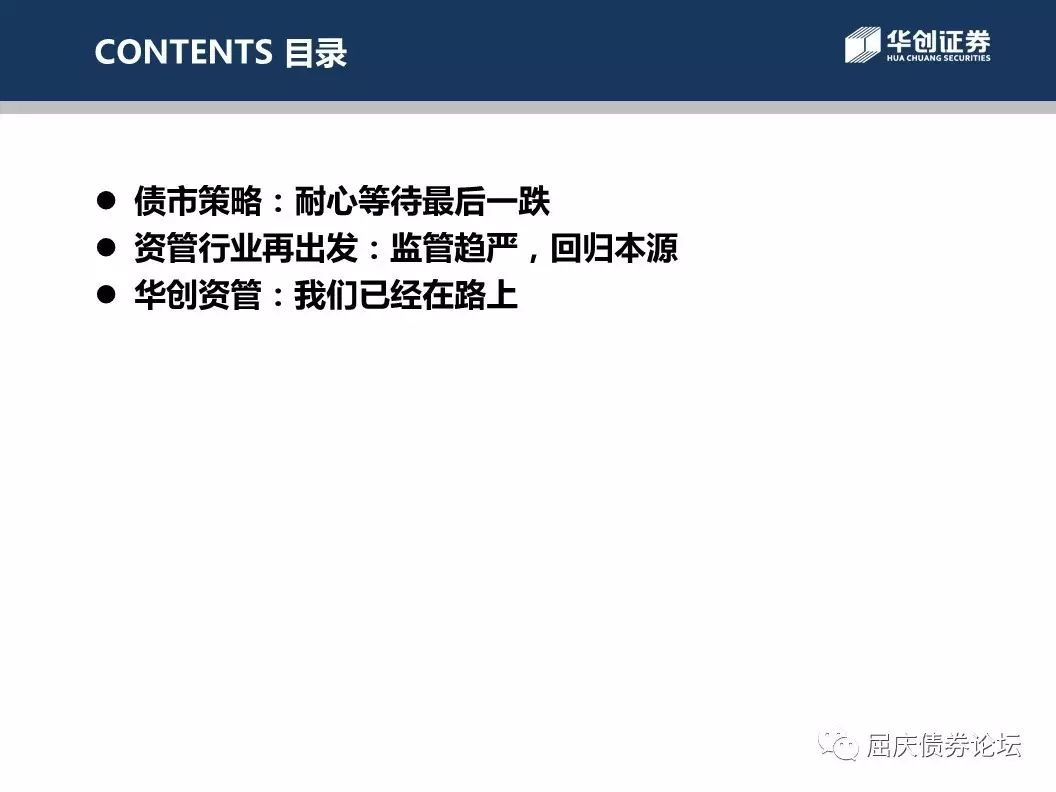 CONTENTS 目录
华创证券
HUA CHUANG SECURITIES
● 债市策略：耐心等待最后一跌
● 资管行业再出发：监管趋严，回归本源
● 华创资管：我们已经在路上
屈庆债券论坛